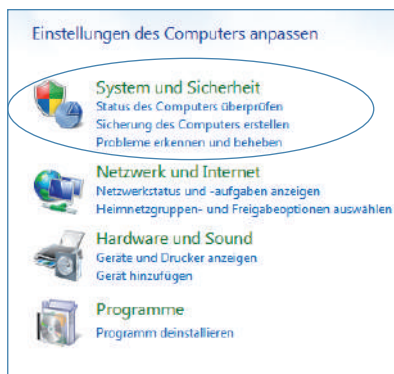 Einstellungen des Computers anpassen
System und Sicherheit
Status des Computers überprüfen
Sicherung des Computers erstellen
Probleme erkennen und beheben
Netzwerk und Internet
Netzwerkstatus und -aufgaben anzeigen
Heimnetzgruppen- und Freigabeoptionen auswählen
Hardware und Sound
Geräte und Drucker anzeigen
Gerät hinzufügen
Programme
Programm deinstallieren